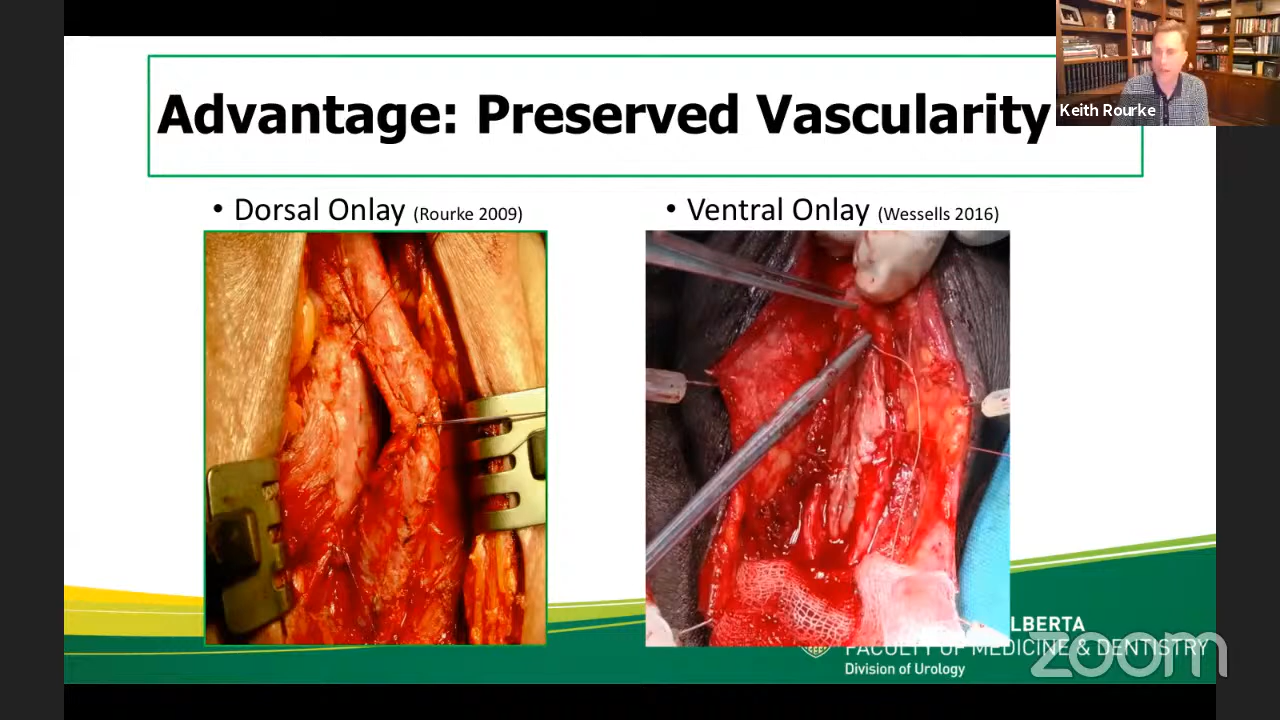 Advantage: Preserved Vascularity
Keith Rourke
• Dorsal Onlay (Rourke 2009)
• Ventral Onlay (Wessells 2016)
LBERTA
FACULTY OF MEDICINE & DENTISTRY
Division of Urology
zoom